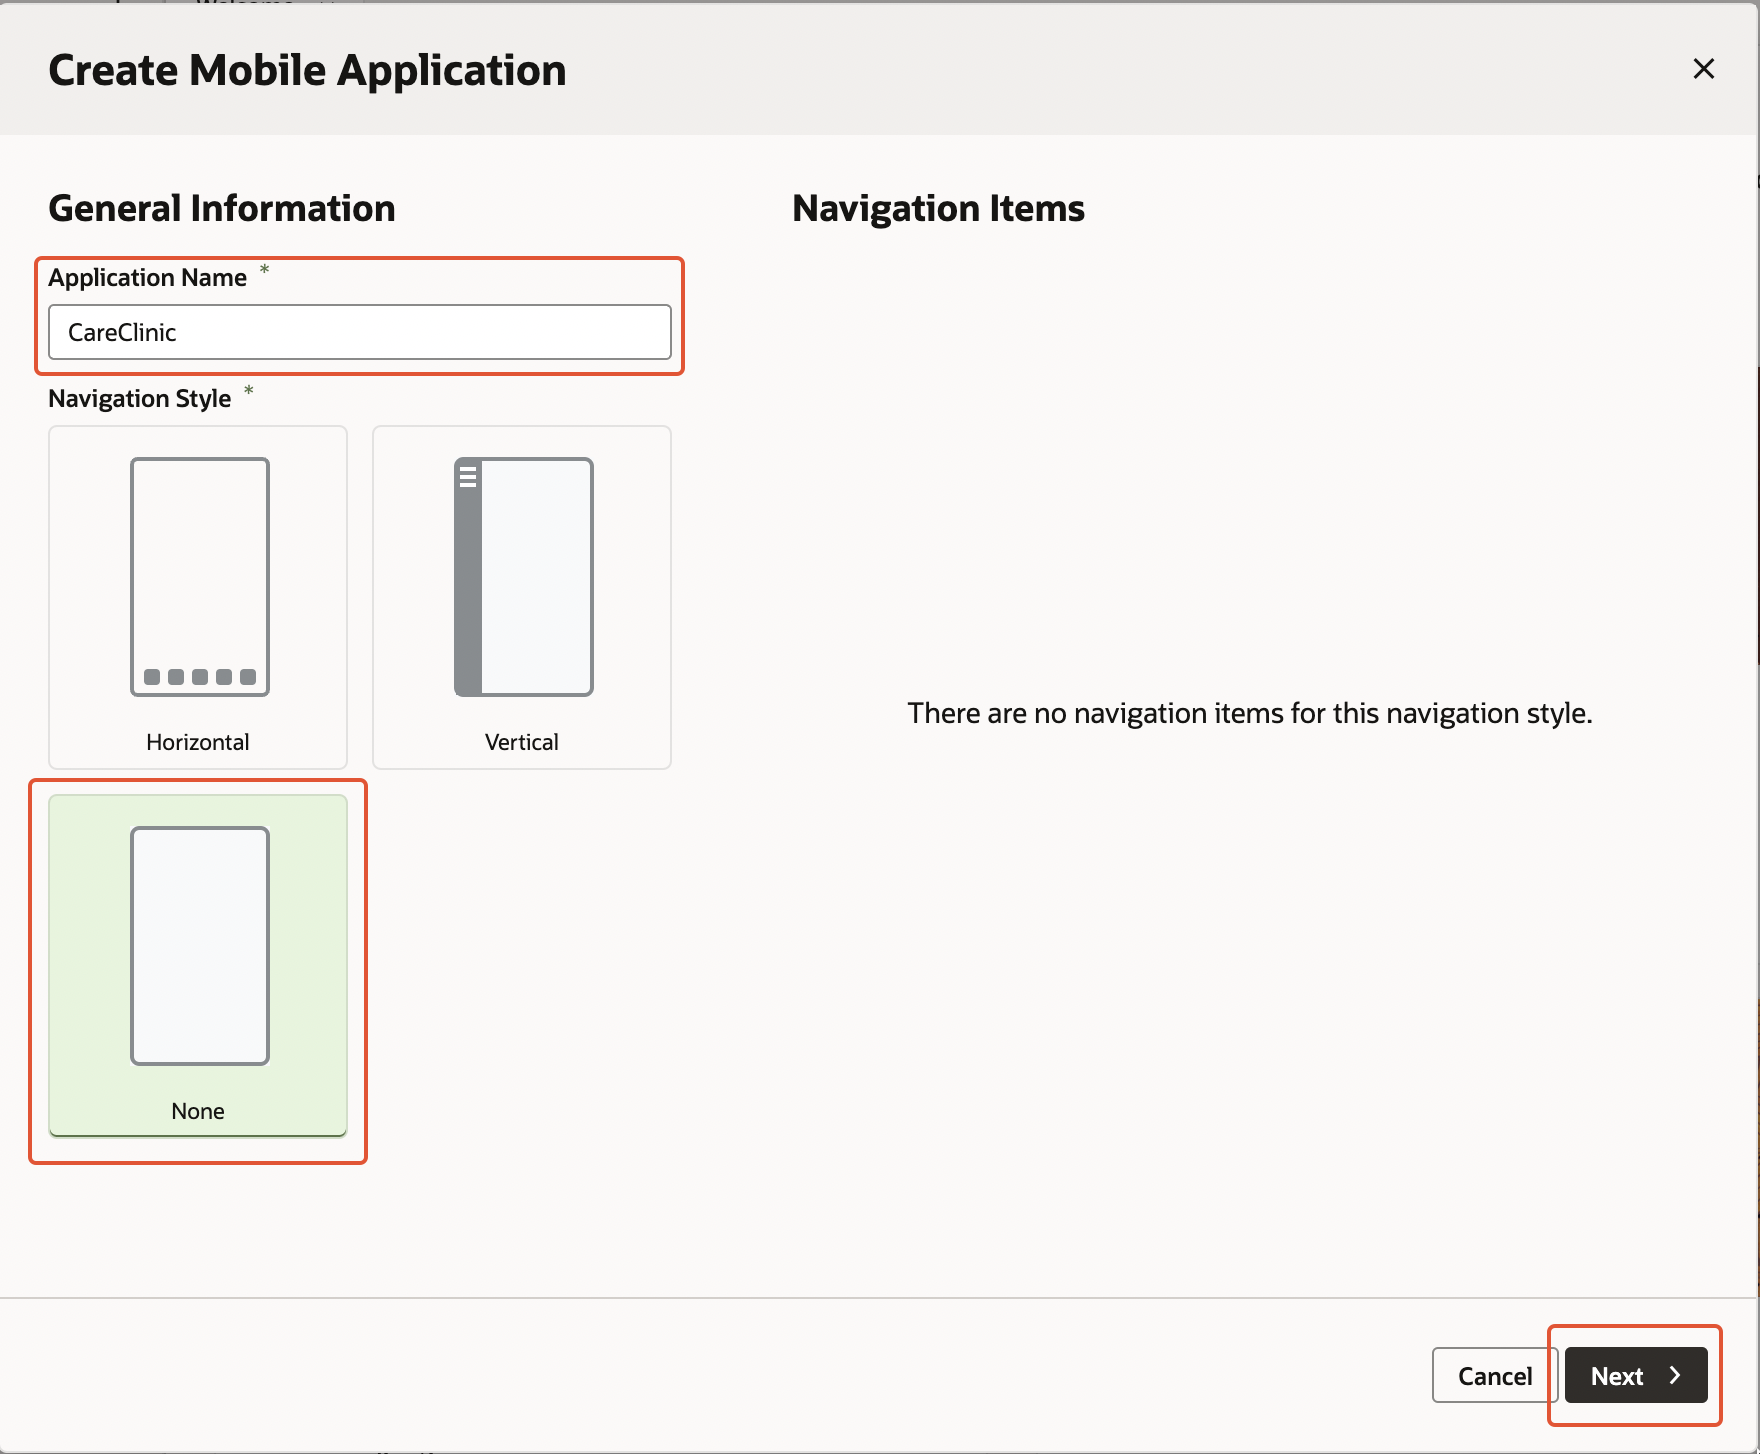 Create Mobile Application
General Information
Application Name *
CareClinic
Navigation Style *
Horizontal
Vertical
None
Navigation Items
There are no navigation items for this navigation style.
Cancel
Next